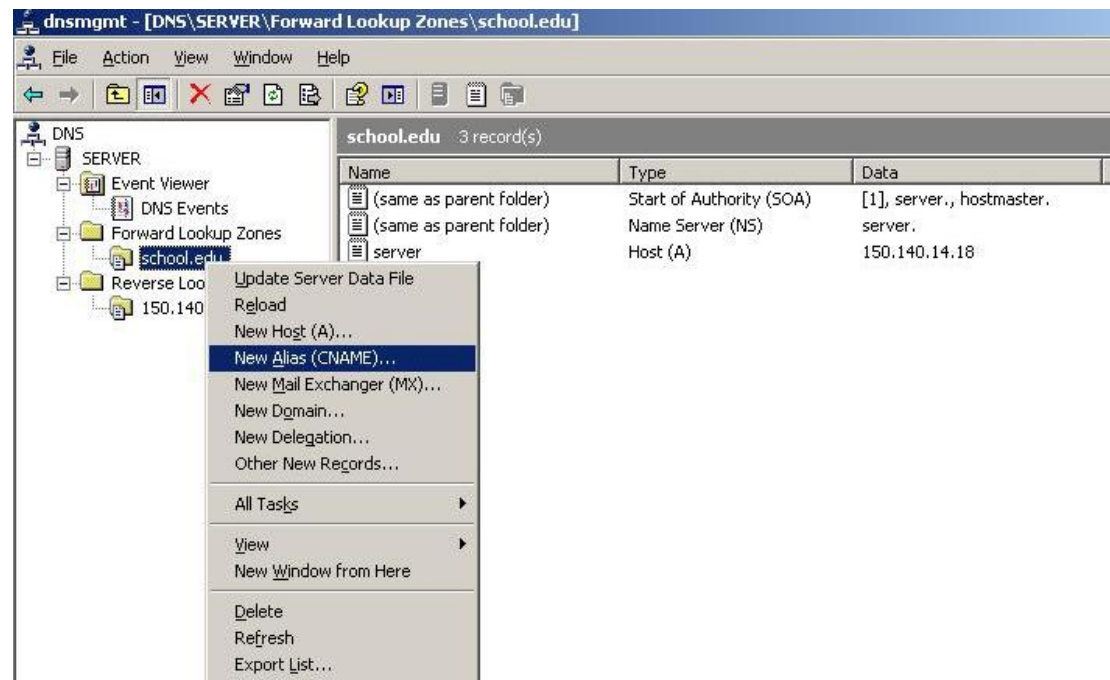 dnsmgmt - [DNS\SERVER\Forward Lookup Zones\school.edu]
File Action View Window Help
DNS
SERVER
Event Viewer
DNS Events
Forward Lookup Zones
school.edu
Reverse Loo
150.140
school.edu 3 record(s)
Name Type Data
(same as parent folder) Start of Authority (SOA) [1], server., hostmaster.
(same as parent folder) Name Server (NS) server.
server Host (A) 150.140.14.18
Update Server Data File
Reload
New Host (A)...
New Alias (CNAME)...
New Mail Exchanger (MX)...
New Domain...
New Delegation...
Other New Records...
All Tasks
View
New Window from Here
Delete
Refresh
Export List...